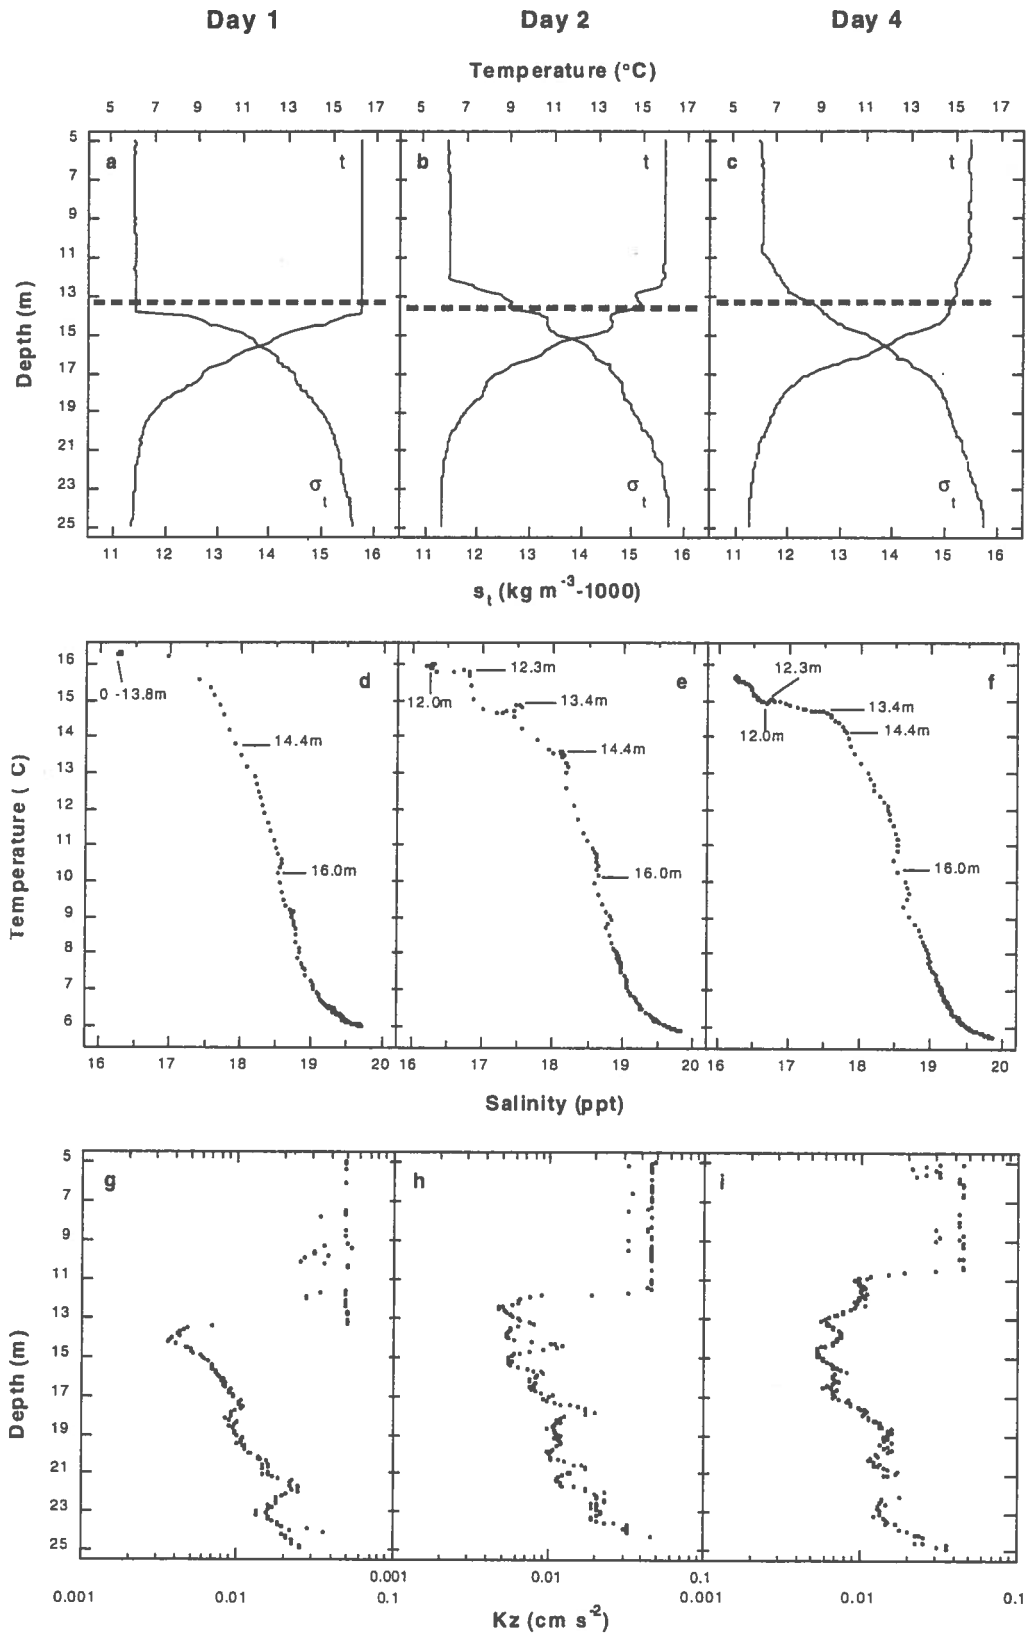 Day 1 Day 2 Day 4
Temperature (°C)
5 7 9 11 13 15 17 5 7 9 11 13 15 17 5 7 9 11 13 15 17
5
a t b t c t
7
9
11
13
Depth (m)
15
17
19
21
σt σt σt
23
25
11 12 13 14 15 16 11 12 13 14 15 16 11 12 13 14 15 16
st (kg m-3-1000)
16 12.3m 12.3m
d e f
0 -13.8m 12.0m
15 13.4m 13.4m
12.0m
14 14.4m 14.4m 14.4m
13
12
Temperature ( C)
11
16.0m 16.0m 16.0m
10
9
8
7
6
16 17 18 19 20 16 17 18 19 20 16 17 18 19 20
Salinity (ppt)
5
g h i
7
9
11
13
Depth (m)
15
17
19
21
23
25
0.001 0.01 0.001 0.01 0.1 0.001 0.01 0.1
Kz (cm s-2)